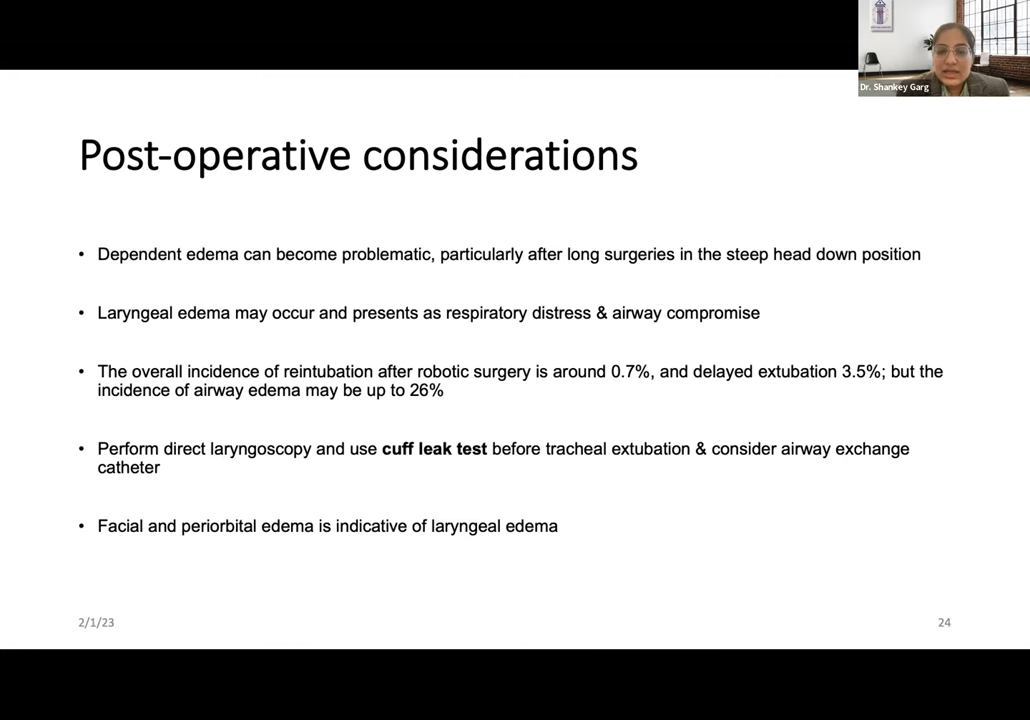 Dr. Shankey Garg
Post-operative considerations
• Dependent edema can become problematic, particularly after long surgeries in the steep head down position
• Laryngeal edema may occur and presents as respiratory distress & airway compromise
• The overall incidence of reintubation after robotic surgery is around 0.7%, and delayed extubation 3.5%; but the
incidence of airway edema may be up to 26%
• Perform direct laryngoscopy and use cuff leak test before tracheal extubation & consider airway exchange
catheter
• Facial and periorbital edema is indicative of laryngeal edema
2/1/23
24